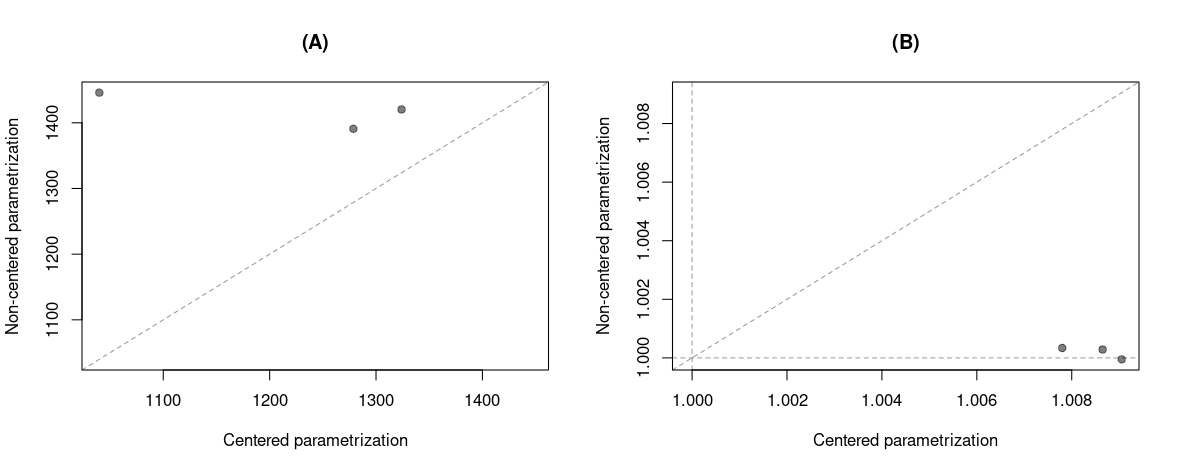 (A)
Non-centered parametrization
1400
1300
1200
1100
1100 1200 1300 1400
Centered parametrization
(B)
Non-centered parametrization
1.008
1.006
1.004
1.002
1.000
1.000 1.002 1.004 1.006 1.008
Centered parametrization